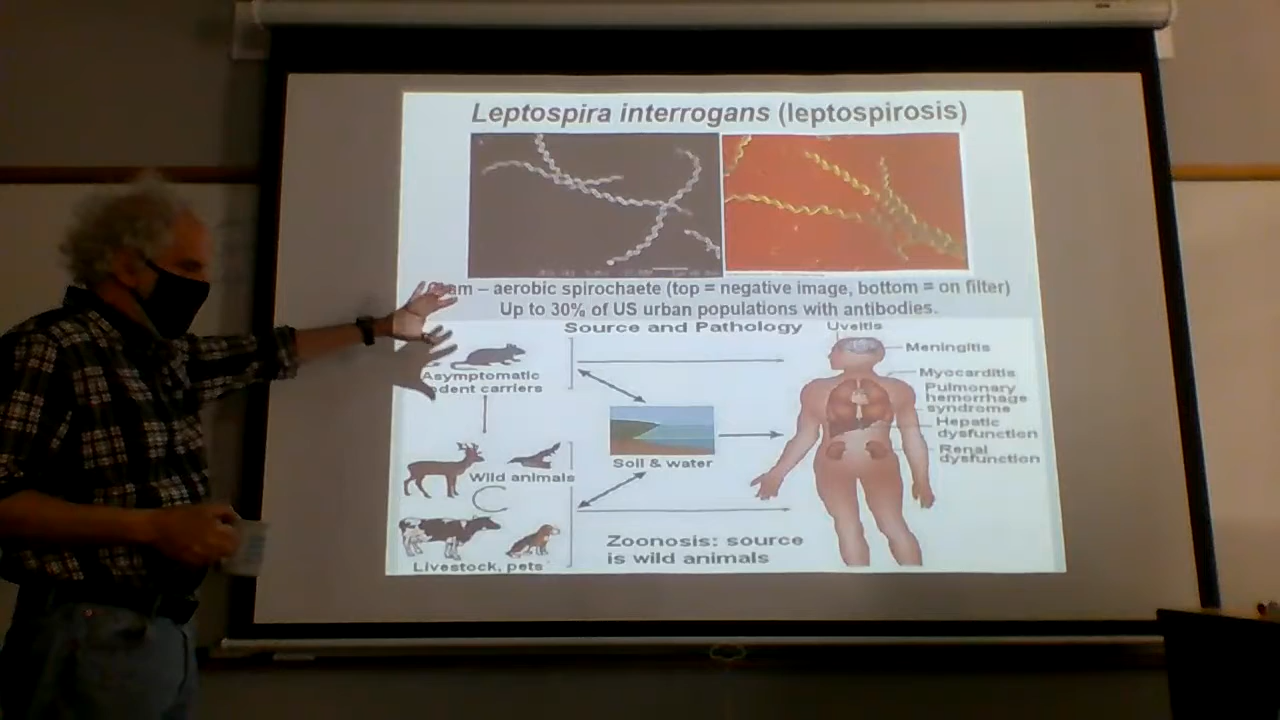 Leptospira interrogans (leptospirosis)
– aerobic spirochaete (top = negative image, bottom = on filter)
Up to 30% of US urban populations with antibodies.
Source and Pathology
Uveitis
Meningitis
Asymptomatic
carriers
Myocarditis
Pulmonary
hemorrhage
syndrome
Hepatic
dysfunction
Renal
dysfunction
Soil & water
Wild animals
Zoonosis: source
is wild animals
Livestock, pets